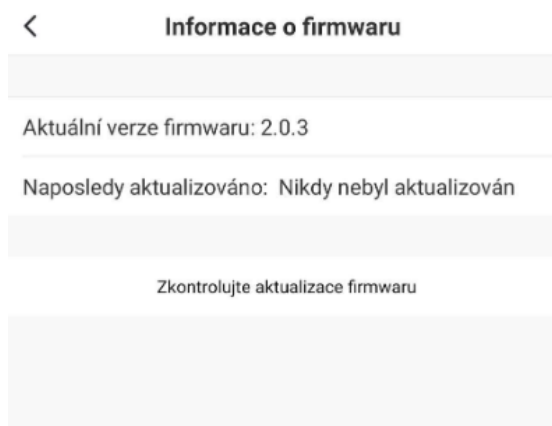 Informace o firmwaru
Aktuální verze firmwaru: 2.0.3
Naposledy aktualizováno: Nikdy nebyl aktualizován
Zkontrolujte aktualizace firmwaru